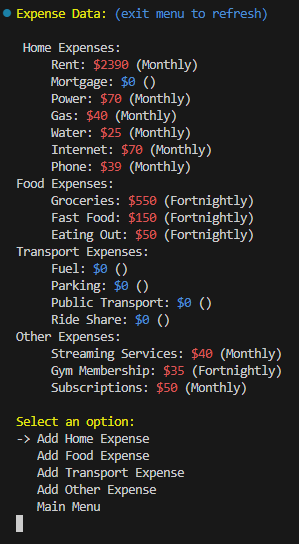 Expense Data: (exit menu to refresh)
Home Expenses:
Rent: $2390 (Monthly)
Mortgage: $0 ()
Power: $70 (Monthly)
Gas: $40 (Monthly)
Water: $25 (Monthly)
Internet: $70 (Monthly)
Phone: $39 (Monthly)
Food Expenses:
Groceries: $550 (Fortnightly)
Fast Food: $150 (Fortnightly)
Eating Out: $50 (Fortnightly)
Transport Expenses:
Fuel: $0 ()
Parking: $0 ()
Public Transport: $0 ()
Ride Share: $0 ()
Other Expenses:
Streaming Services: $40 (Monthly)
Gym Membership: $35 (Fortnightly)
Subscriptions: $50 (Monthly)
Select an option:
-> Add Home Expense
Add Food Expense
Add Transport Expense
Add Other Expense
Main Menu